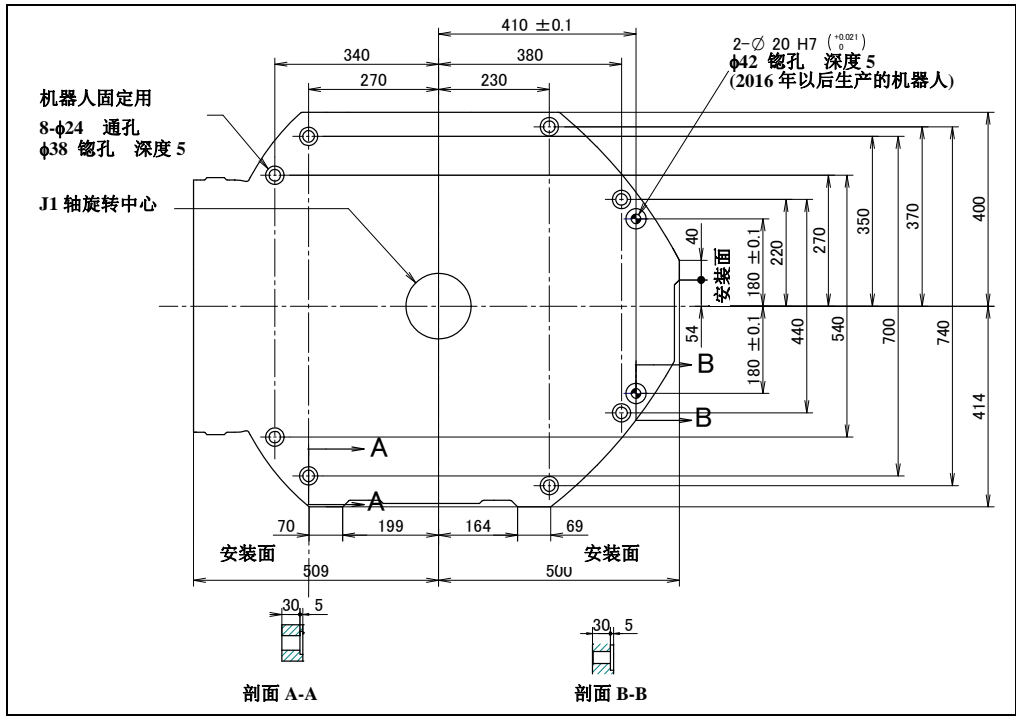 410 ±0.1
2-∅ 20 H7 ( +0.021 0 )
ϕ42 锪孔 深度 5
(2016 年以后生产的机器人)
340
380
270
230
机器人固定用
8-ϕ24 通孔
ϕ38 锪孔 深度 5
J1 轴旋转中心
40
安装面
54
180 ±0.1
180 ±0.1
220
440
270
540
350
700
370
740
400
414
B
B
A
A
70
199
164
69
安装面
安装面
509
500
30
5
30
5
剖面 A-A
剖面 B-B